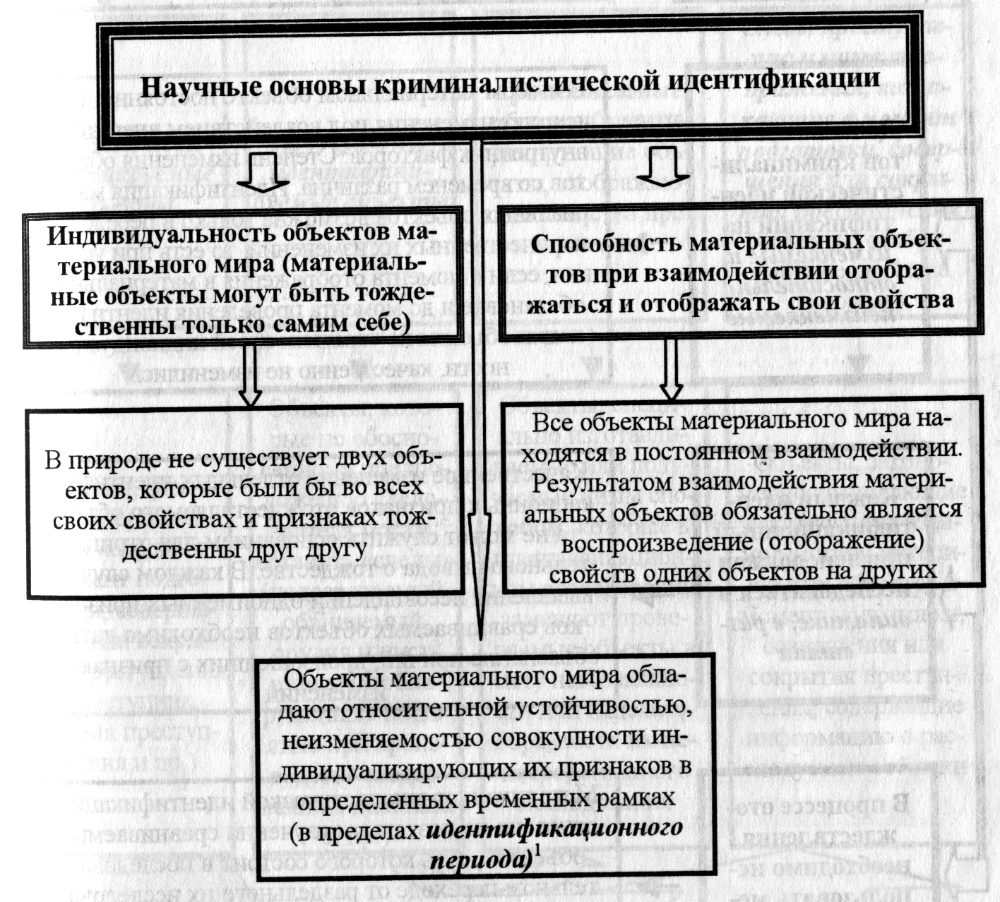 Научные основы криминалистической идентификации
Индивидуальность объектов ма-
териального мира (материаль-
ные объекты могут быть тожде-
ственны только самим себе)
Способность материальных объек-
тов при взаимодействии отобра-
жаться и отображать свои свойства
В природе не существует двух объ-
ектов, которые были бы во всех
своих свойствах и признаках тож-
дественны друг другу
Все объекты материального мира на-
ходятся в постоянном взаимодействии.
Результатом взаимодействия матери-
альных объектов обязательно является
воспроизведение (отображение)
свойств одних объектов на других
Объекты материального мира обла-
дают относительной устойчивостью,
неизменяемостью совокупности ин-
дивидуализирующих их признаков в
определенных временных рамках
(в пределах идентификационного
периода)¹